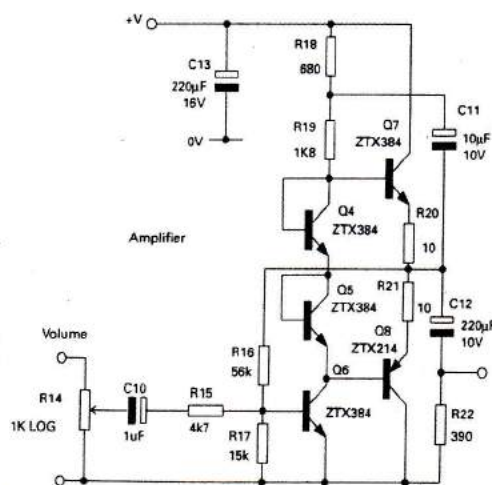 +V
R18
680
C13
220µF
16V
0V
R19
1K8
Q7
ZTX384
C11
10µF
10V
Q4
ZTX384
R20
10
Amplifier
R21
10
C12
220µF
10V
Q5
ZTX384
Q8
ZTX214
Volume
R16
56k
Q6
ZTX384
R14
1K LOG
C10
1uF
R15
4k7
R17
15k
R22
390